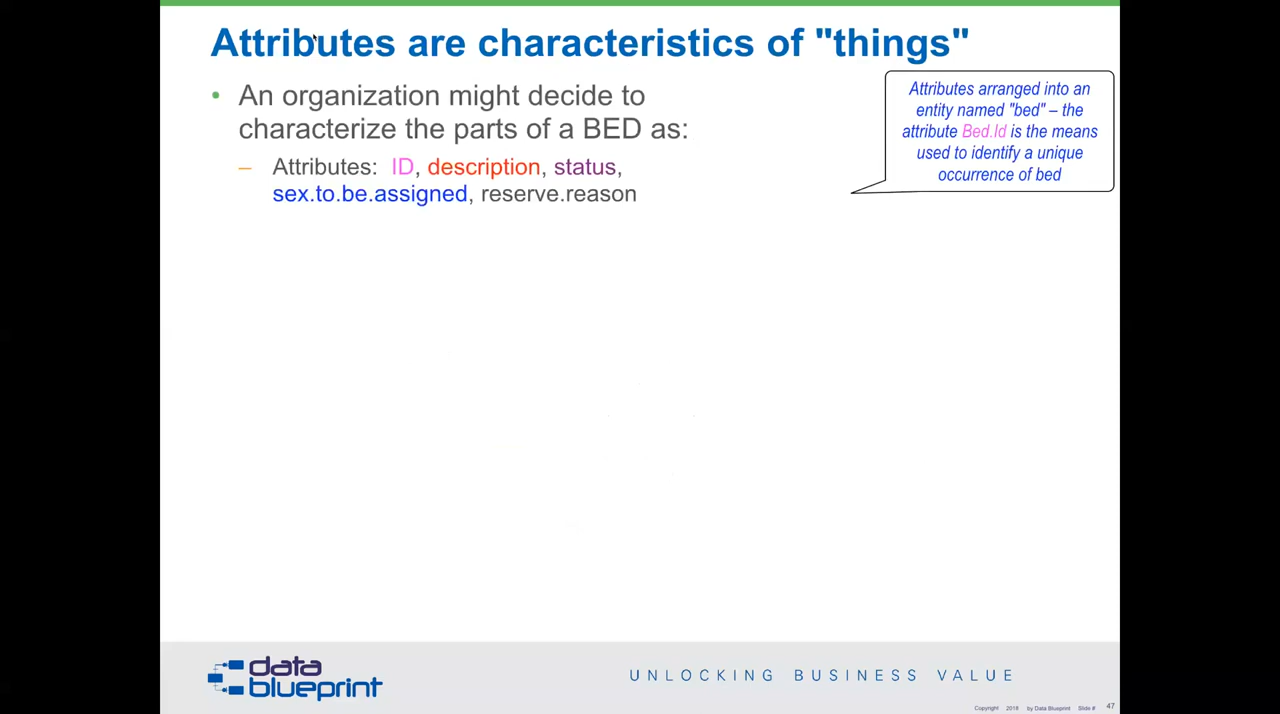 Attributes are characteristics of "things"
• An organization might decide to
characterize the parts of a BED as:
– Attributes: ID, description, status,
sex.to.be.assigned, reserve.reason
Attributes arranged into an
entity named "bed" – the
attribute Bed.Id is the means
used to identify a unique
occurrence of bed
data
blueprint
UNLOCKING BUSINESS VALUE
Copyright 2018 by Data Blueprint Slide # 47